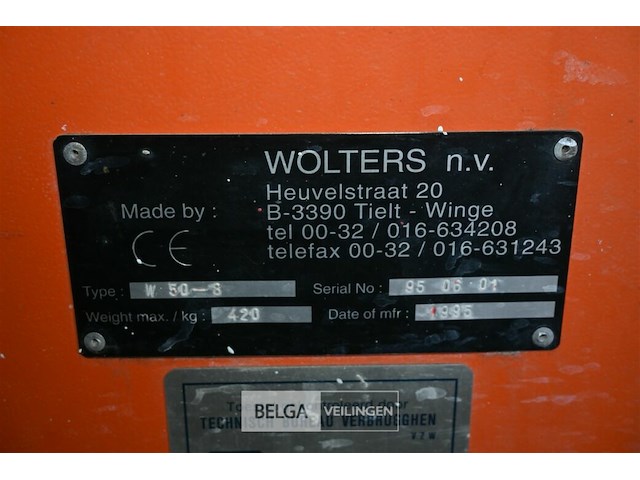 WOLTERS n.v.
Heuvelstraat 20
Made by : B-3390 Tielt - Winge
tel 00-32 / 016-634208
CE telefax 00-32 / 016-631243
Type : W 50-S Serial No : 95 06 01
Weight max. / kg : 420 Date of mfr : 1995
door
BELGA VEILINGEN
TECHNISCH BUREAU VERBRUGGHEN
V.Z.W.